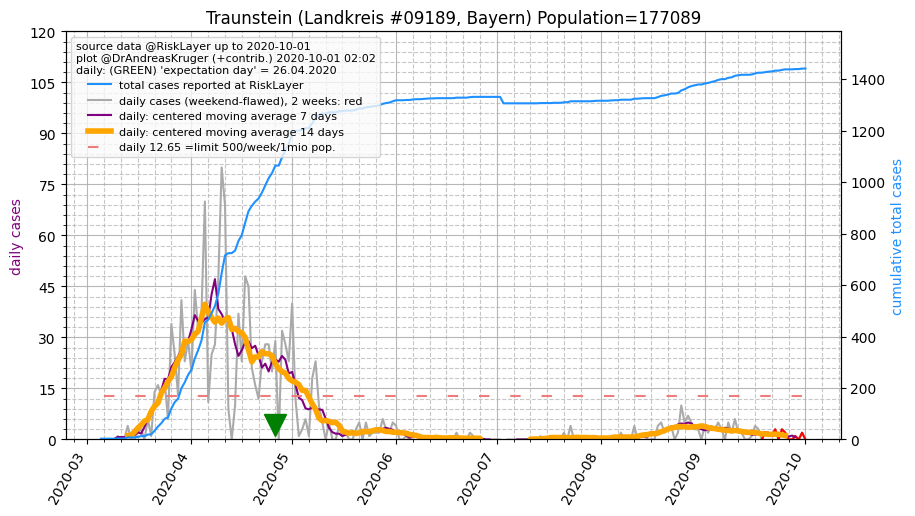 Traunstein (Landkreis #09189, Bayern) Population=177089
source data @RiskLayer up to 2020-10-01
plot @DrAndreasKruger (+contrib.) 2020-10-01 02:02
daily: (GREEN) 'expectation day' = 26.04.2020
total cases reported at RiskLayer
daily cases (weekend-flawed), 2 weeks: red
daily: centered moving average 7 days
daily: centered moving average 14 days
daily 12.65 =limit 500/week/1mio pop.
daily cases
120
105
90
75
60
45
30
15
0
cumulative total cases
1400
1200
1000
800
600
400
200
0
2020-03
2020-04
2020-05
2020-06
2020-07
2020-08
2020-09
2020-10